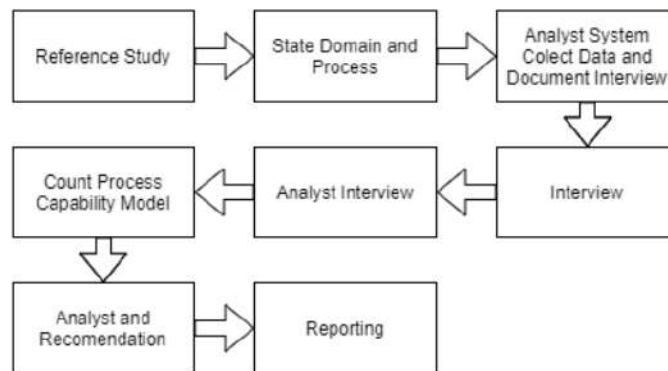 Reference Study
State Domain and
Process
Analyst System
Colect Data and
Document Interview
Interview
Analyst Interview
Count Process
Capability Model
Analyst and
Recomendation
Reporting